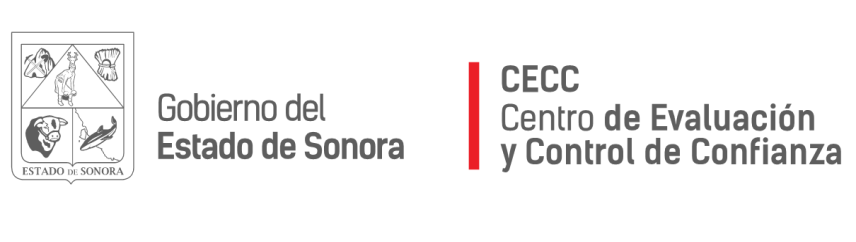 ESTADO DE SONORA
Gobierno del
Estado de Sonora
CECC
Centro de Evaluación
y Control de Confianza